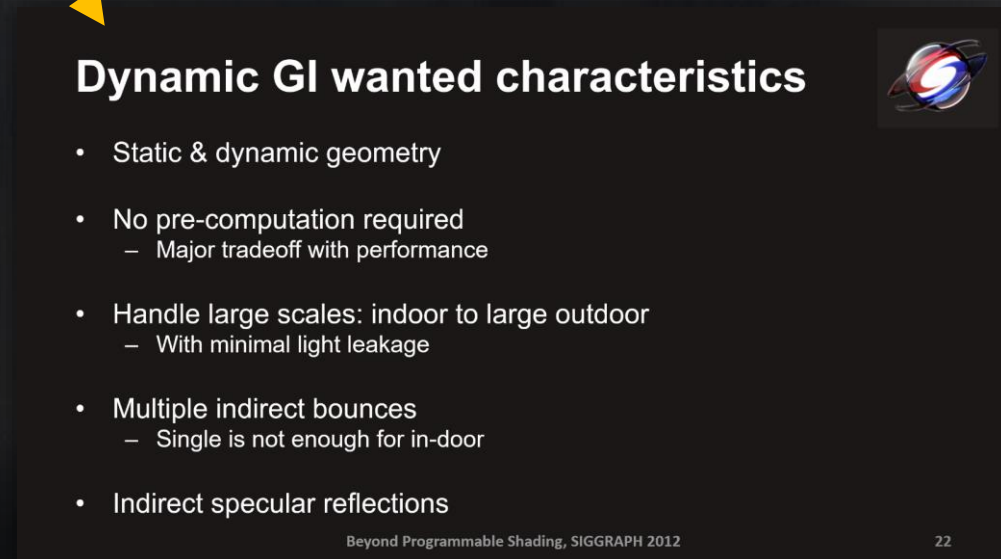 Dynamic GI wanted characteristics
• Static & dynamic geometry
• No pre-computation required
– Major tradeoff with performance
• Handle large scales: indoor to large outdoor
– With minimal light leakage
• Multiple indirect bounces
– Single is not enough for in-door
• Indirect specular reflections
Beyond Programmable Shading, SIGGRAPH 2012
22